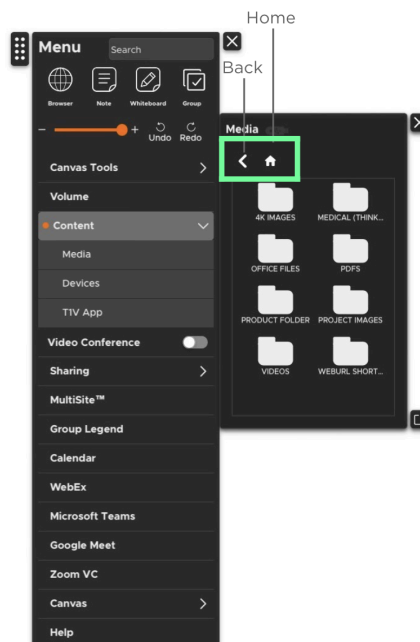 Home
Menu
Search
Back
Browser Note Whiteboard Group
- + Undo Redo
Media
Canvas Tools
Volume
4K IMAGES MEDICAL (THINK...
Content
Media
OFFICE FILES PDFS
Devices
T1V App
PRODUCT FOLDER PROJECT IMAGES
Video Conference
Sharing
VIDEOS WEBURL SHORT...
MultiSite™
Group Legend
Calendar
WebEx
Microsoft Teams
Google Meet
Zoom VC
Canvas
Help